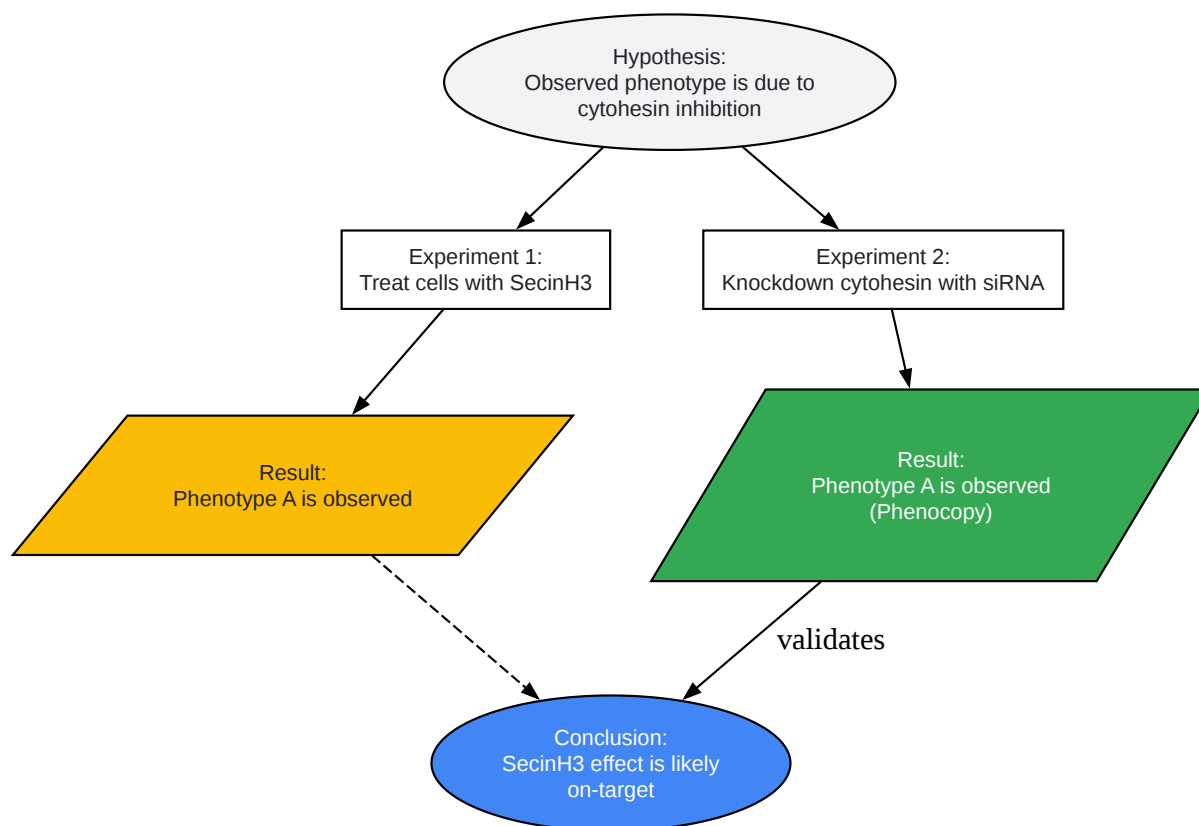 Hypothesis:
Observed phenotype is due to
cytohesin inhibition
Experiment 1:
Treat cells with SecinH3
Experiment 2:
Knockdown cytohesin with siRNA
Result:
Phenotype A is observed
Result:
Phenotype A is observed
(Phenocopy)
validates
Conclusion:
SecinH3 effect is likely
on-target